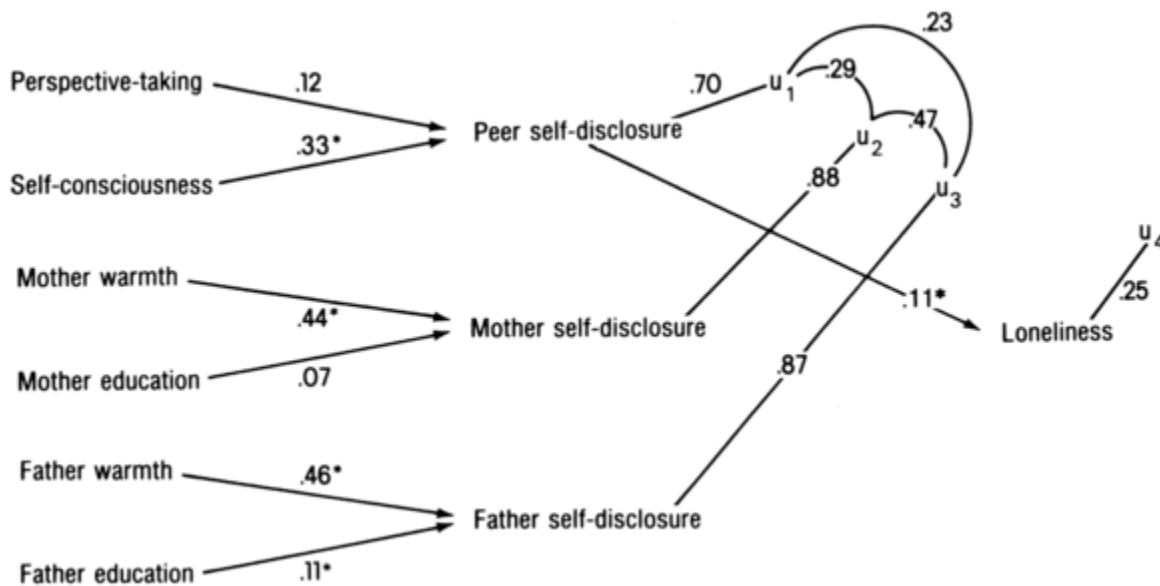 .23
Perspective-taking
.12
.70
u1
.29
Peer self-disclosure
.47
.33*
u2
Self-consciousness
.88
u3
u4
Mother warmth
.11*
.25
.44*
Mother self-disclosure
Loneliness
Mother education
.07
.87
Father warmth
.46*
Father self-disclosure
Father education
.11*